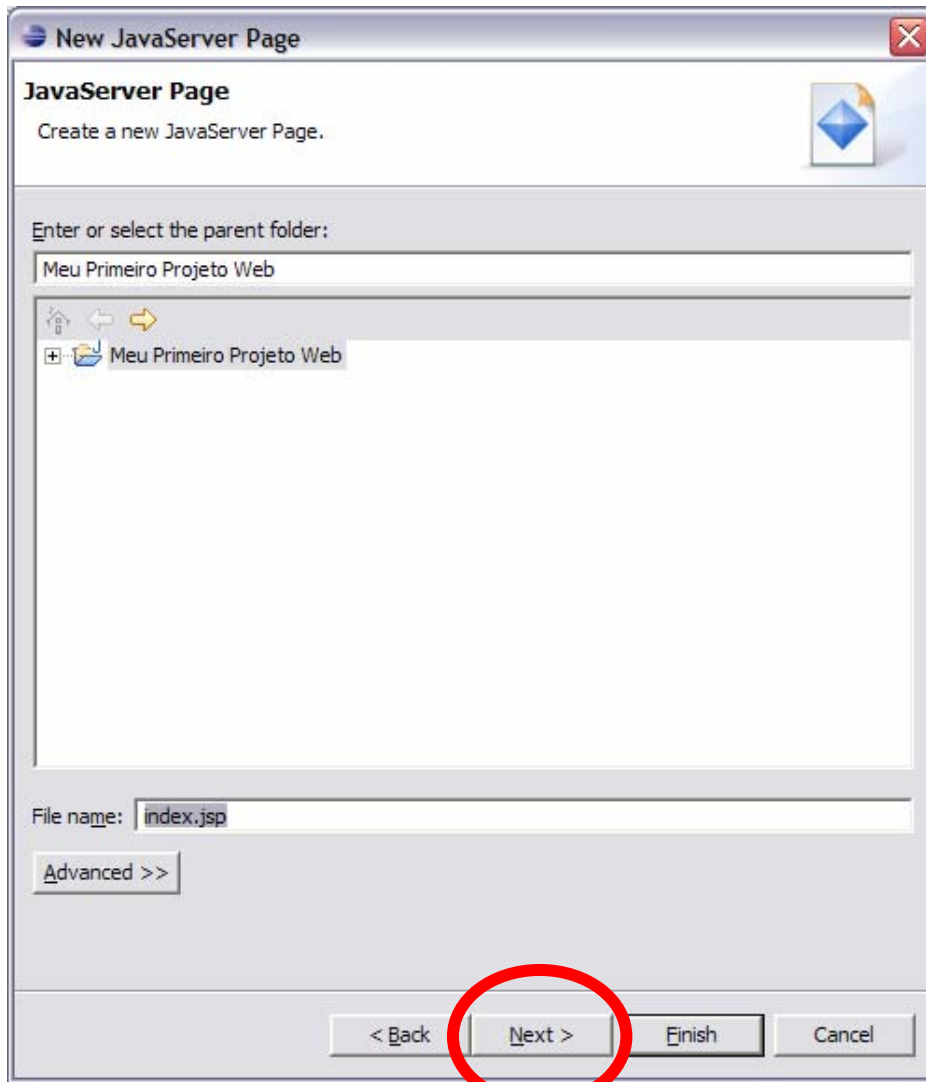 New JavaServer Page
JavaServer Page
Create a new JavaServer Page.
Enter or select the parent folder:
Meu Primeiro Projeto Web
Meu Primeiro Projeto Web
File name: index.jsp
Advanced >>
< Back Next > Finish Cancel